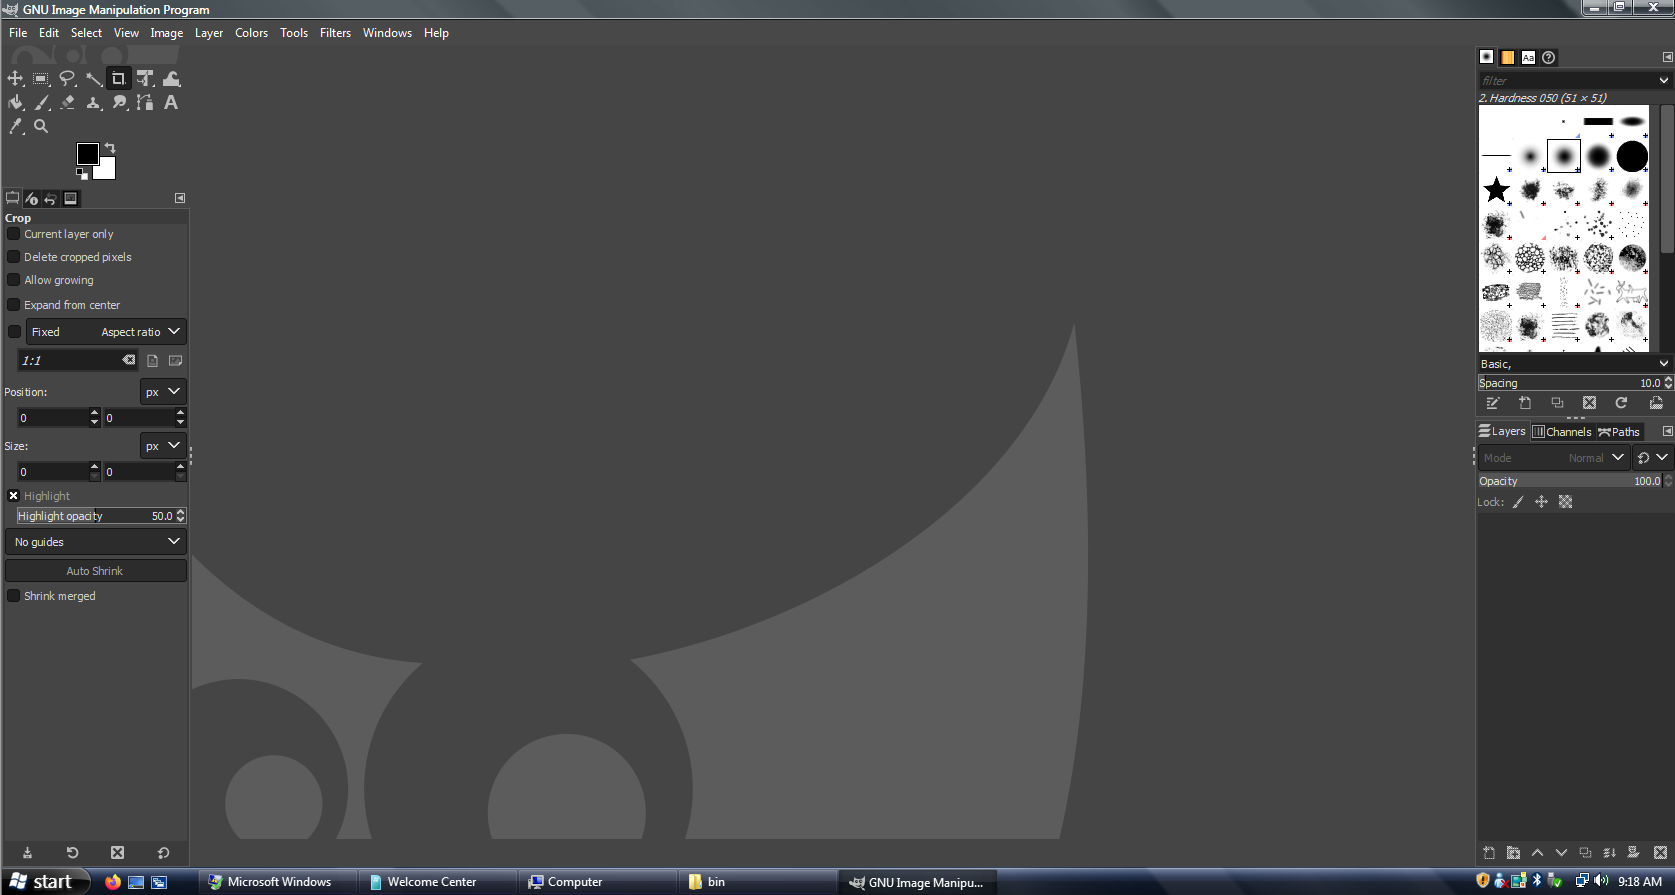 GNU Image Manipulation Program
File Edit Select View Image Layer Colors Tools Filters Windows Help
Crop
Current layer only
Delete cropped pixels
Allow growing
Expand from center
Fixed Aspect ratio
1:1
Position: px
0 0
Size: px
0 0
Highlight
Highlight opacity 50.0
No guides
Auto Shrink
Shrink merged
Aa
filter
2. Hardness 050 (51 × 51)
Basic,
Spacing 10.0
Layers Channels Paths
Mode Normal
Opacity 100.0
Lock:
start Microsoft Windows Welcome Center Computer bin GNU Image Manipu... 9:18 AM